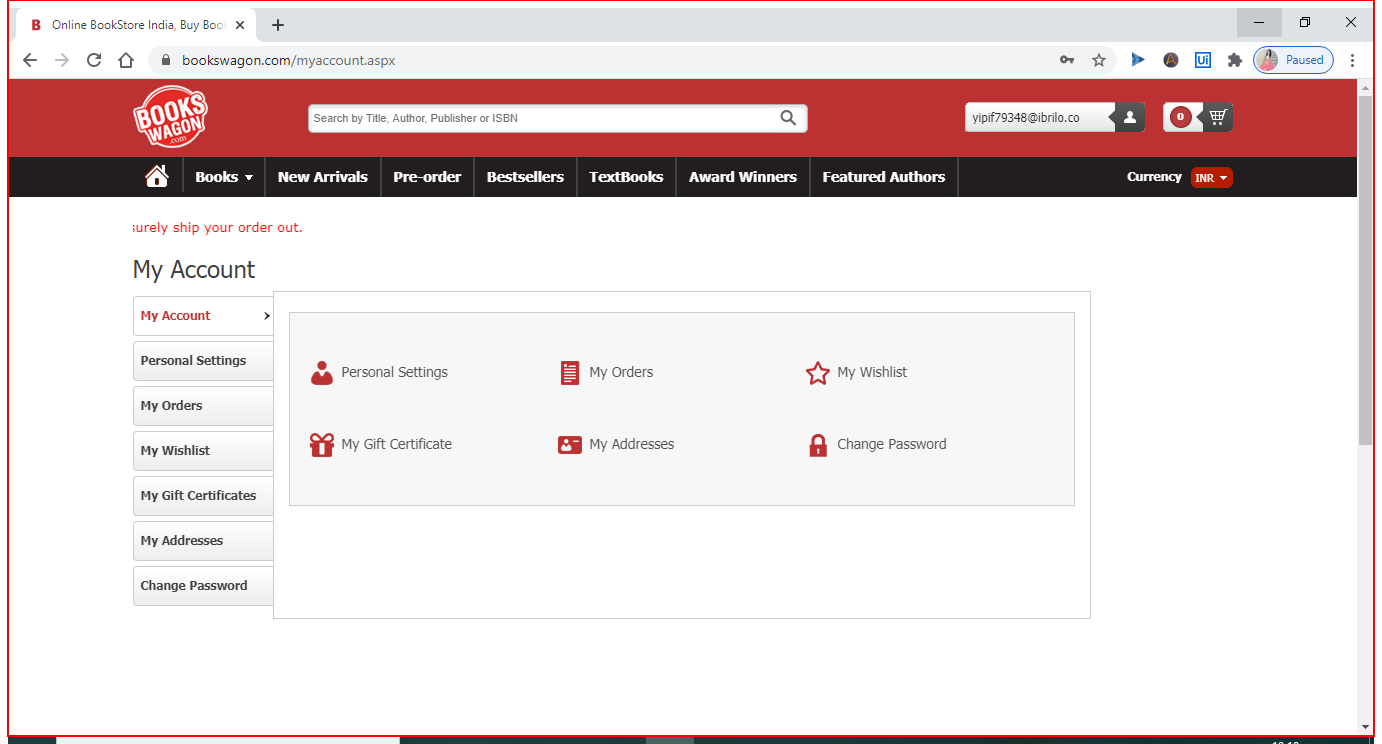 B Online BookStore India, Buy Boo
bookswagon.com/myaccount.aspx
Ui
Paused
BOOKS
WAGON
.com
Search by Title, Author, Publisher or ISBN
yipif79348@ibrilo.co
0
Books
New Arrivals
Pre-order
Bestsellers
TextBooks
Award Winners
Featured Authors
Currency INR
surely ship your order out.
My Account
My Account
Personal Settings
My Orders
My Wishlist
My Gift Certificates
My Addresses
Change Password
Personal Settings
My Orders
My Wishlist
My Gift Certificate
My Addresses
Change Password